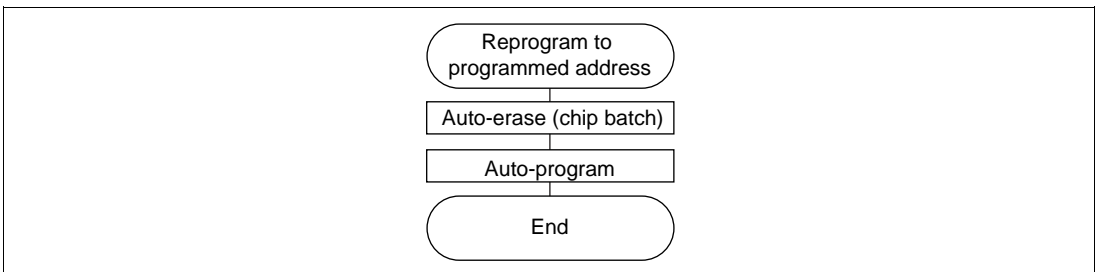 Reprogram to
programmed address
Auto-erase (chip batch)
Auto-program
End